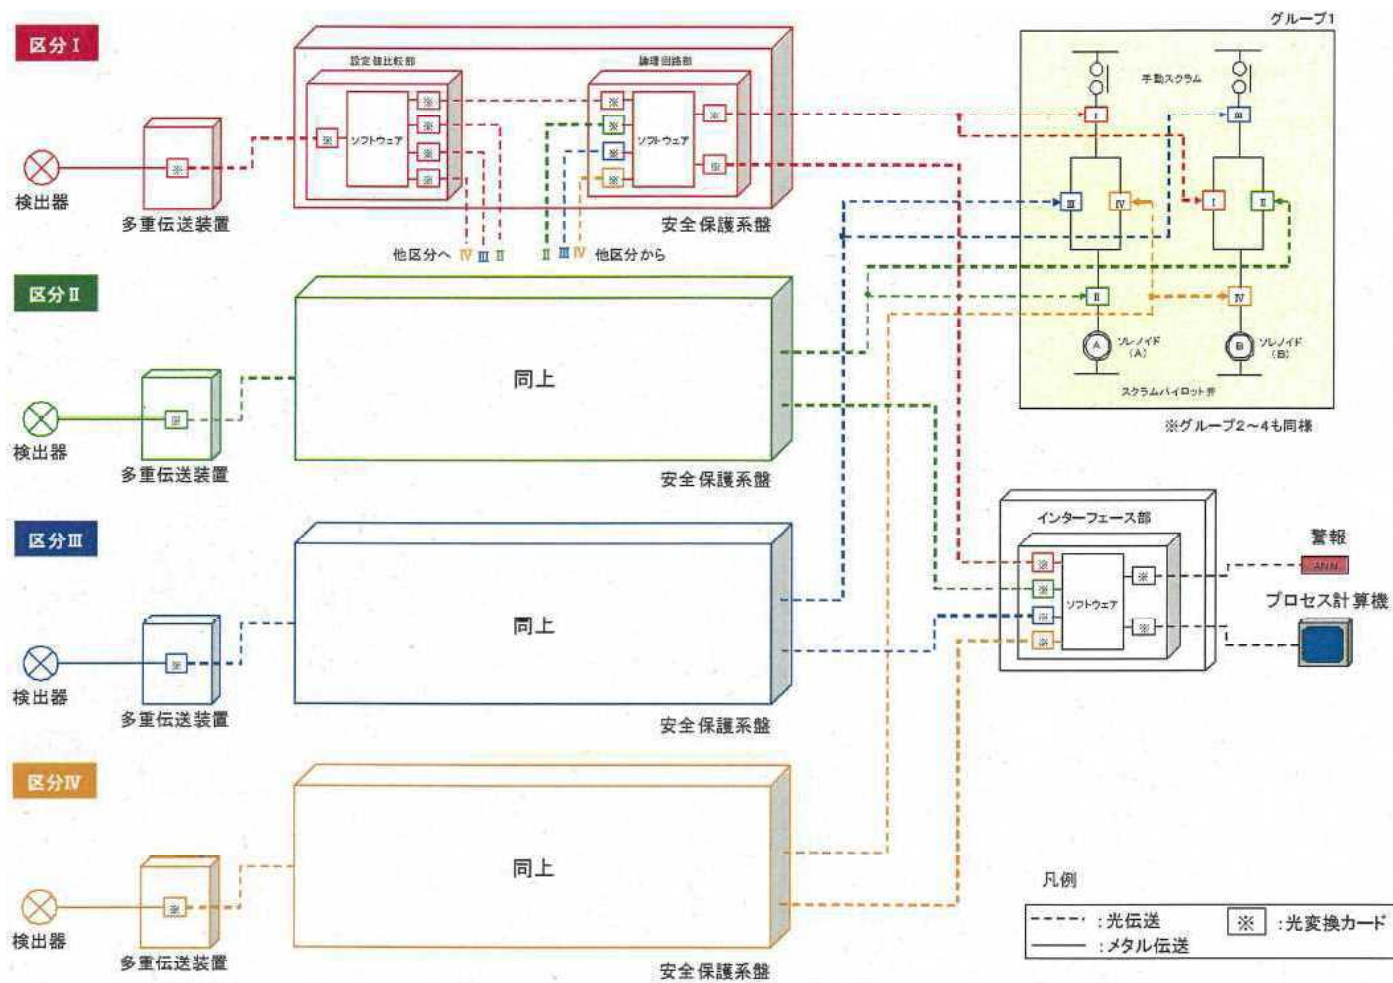 区分Ⅰ
設定値比較部
※
ソフトウェア
※
※
※
※
論理回路部
※
※
※
※
ソフトウェア
※
※
検出器
※
多重伝送装置
安全保護系盤
他区分へ Ⅳ Ⅲ Ⅱ
Ⅱ Ⅲ Ⅳ 他区分から
グループ1
手動スクラム
Ⅰ
Ⅲ
Ⅲ
Ⅳ
Ⅰ
Ⅱ
Ⅱ
Ⅳ
A
ソレノイド
(A)
B
ソレノイド
(B)
スクラムパイロット弁
※グループ2~4も同様
区分Ⅱ
検出器
※
多重伝送装置
同上
安全保護系盤
区分Ⅲ
検出器
※
多重伝送装置
同上
安全保護系盤
インターフェース部
※
※
※
※
ソフトウェア
※
※
警報
ANN
プロセス計算機
区分Ⅳ
検出器
※
多重伝送装置
同上
安全保護系盤
凡例
:光伝送
※ :光変換カード
:メタル伝送